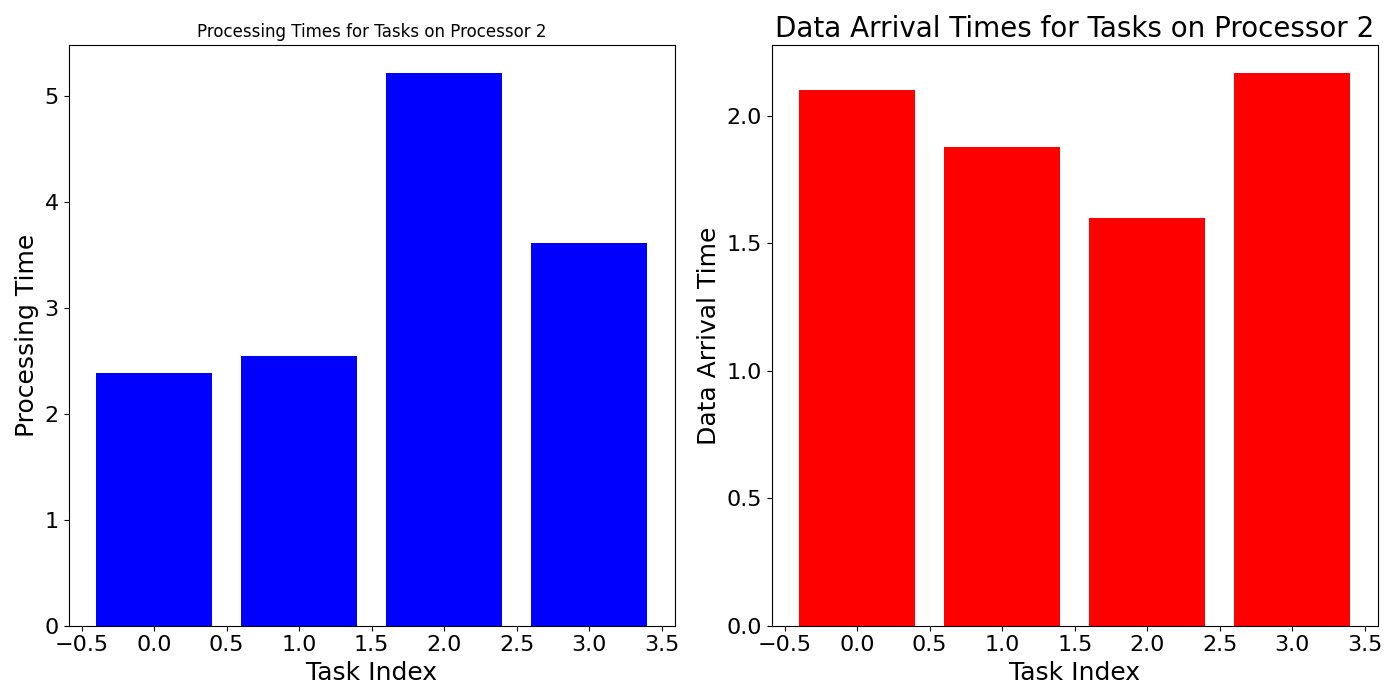 Processing Times for Tasks on Processor 2
Processing Time
5
4
3
2
1
0
−0.5 0.0 0.5 1.0 1.5 2.0 2.5 3.0 3.5
Task Index
Data Arrival Times for Tasks on Processor 2
Data Arrival Time
2.0
1.5
1.0
0.5
0.0
−0.5 0.0 0.5 1.0 1.5 2.0 2.5 3.0 3.5
Task Index